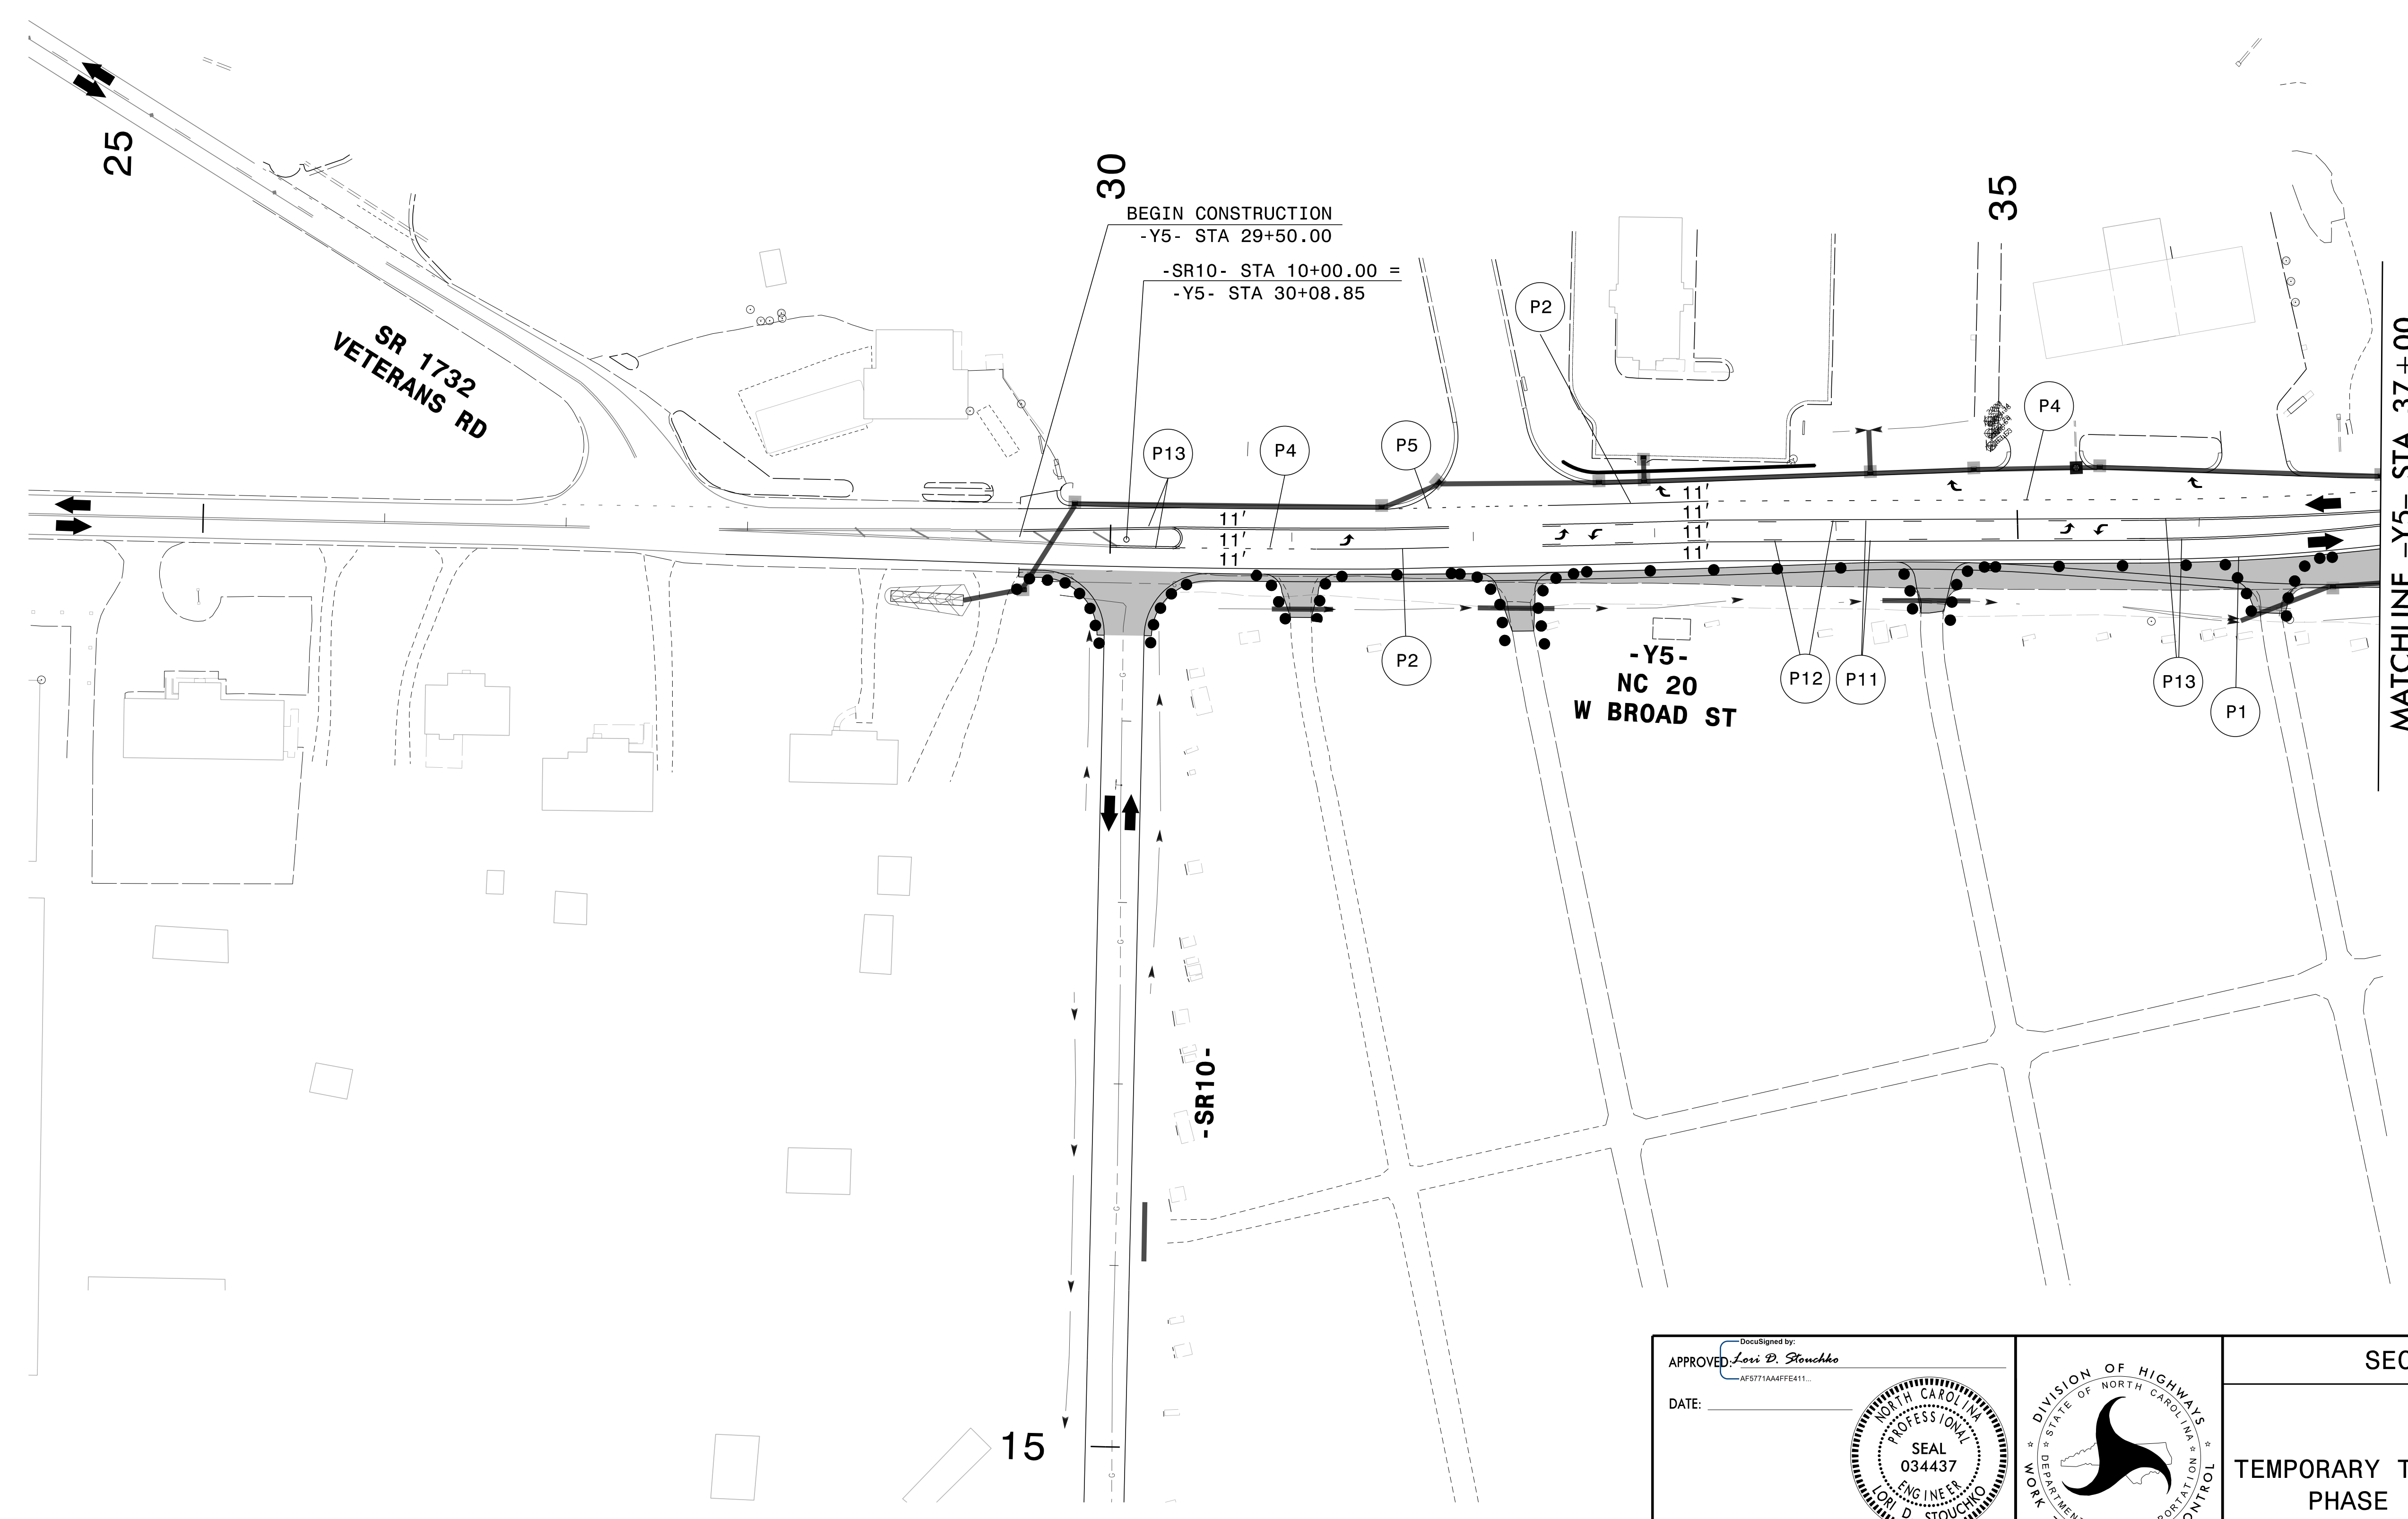 25
30
35
BEGIN CONSTRUCTION
-Y5- STA 29+50.00
-SR10- STA 10+00.00 =
-Y5- STA 30+08.85
SR 1732
VETERANS RD
P2
P4
P13
P4
P5
11'
11'
11'
11'
11'
11'
11'
MATCHLINE -Y5- STA 37+00
P2
P12
P11
P13
P1
-Y5-
NC 20
W BROAD ST
-SR10-
15
DocuSigned by:
APPROVED: Lori D. Stouchko
AF5771AA4FFE411...
DATE:
NORTH CAROLINA
PROFESSIONAL
SEAL
034437
ENGINEER
LORI D. STOUCHKO
DIVISION OF HIGHWAYS
STATE OF NORTH CAROLINA
WORK
SEC
TEMPORARY T
PHASE